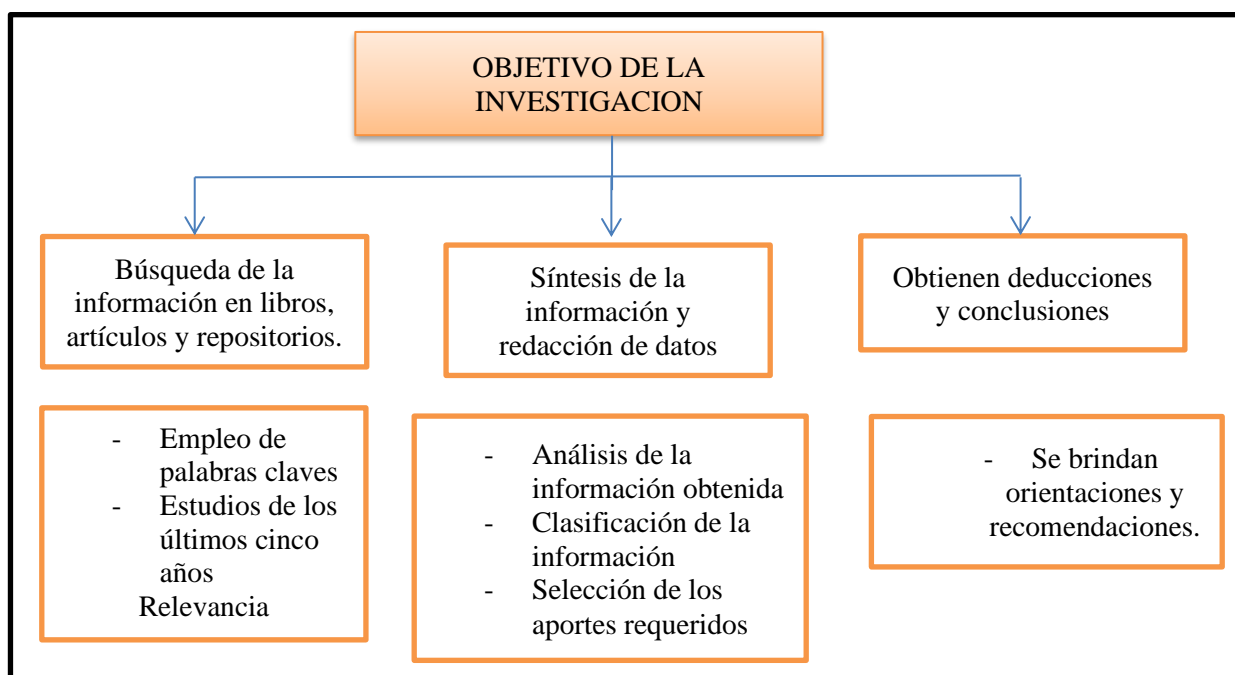 OBJETIVO DE LA
INVESTIGACION
Búsqueda de la
información en libros,
artículos y repositorios.
Síntesis de la
información y
redacción de datos
Obtienen deducciones
y conclusiones
- Empleo de
palabras claves
- Estudios de los
últimos cinco
años
Relevancia
- Análisis de la
información obtenida
- Clasificación de la
información
- Selección de los
aportes requeridos
- Se brindan
orientaciones y
recomendaciones.